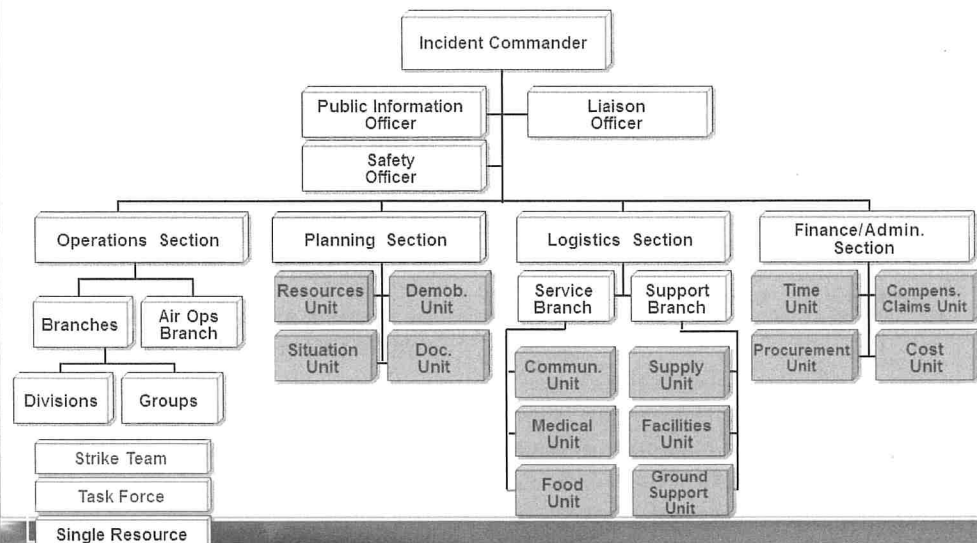 Incident Commander
Public Information
Officer
Liaison
Officer
Safety
Officer
Operations Section
Planning Section
Logistics Section
Finance/Admin.
Section
Branches
Air Ops
Branch
Divisions
Groups
Strike Team
Task Force
Single Resource
Resources
Unit
Demob.
Unit
Situation
Unit
Doc.
Unit
Service
Branch
Support
Branch
Commun.
Unit
Supply
Unit
Medical
Unit
Facilities
Unit
Food
Unit
Ground
Support
Unit
Time
Unit
Compens.
Claims Unit
Procurement
Unit
Cost
Unit